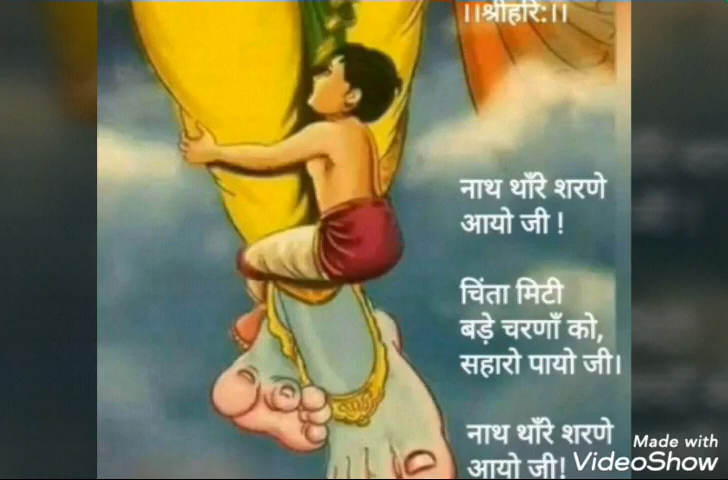 ।।श्रीहरि:।।
नाथ थाँरे शरणे
आयो जी !
चिंता मिटी
बड़े चरणाँ को,
सहारो पायो जी।
नाथ थाँरे शरणे
आयो जी!
Made with
VideoShow